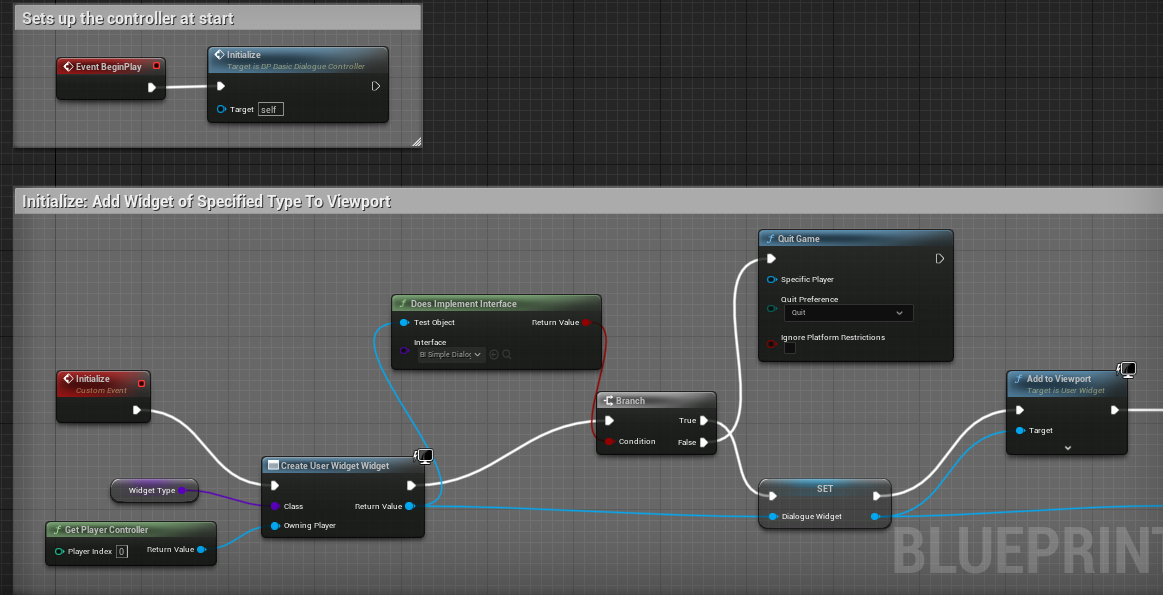 Sets up the controller at start
Event BeginPlay
Initialize
Target is BP Basic Dialogue Controller
Target self
Initialize: Add Widget of Specified Type To Viewport
Quit Game
Specific Player
Quit Preference
Quit
Ignore Platform Restrictions
Does Implement Interface
Test Object Return Value
Interface
BI Simple Dialog
Initialize
Custom Event
Branch
True
Condition False
Add to Viewport
Target is User Widget
Target
Create User Widget Widget
Class Return Value
Owning Player
Widget Type
Get Player Controller
Player Index 0 Return Value
SET
Dialogue Widget
BLUEPRINT